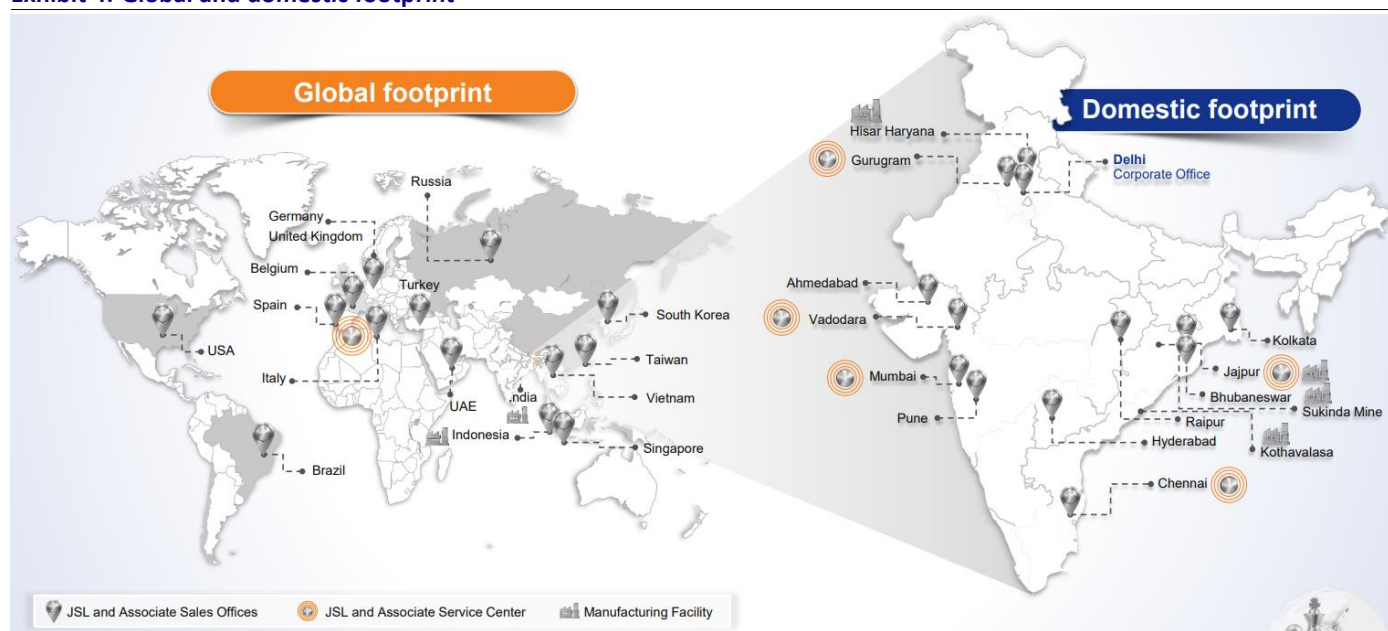 Exhibit 4: Global and domestic footprint
Global footprint
Domestic footprint
Russia
Germany
United Kingdom
Belgium
Turkey
Spain
South Korea
USA
Taiwan
Italy
UAE
India
Vietnam
Indonesia
Singapore
Brazil
Hisar Haryana
Gurugram
Delhi
Corporate Office
Ahmedabad
Vadodara
Kolkata
Mumbai
Jajpur
Pune
Bhubaneswar
Sukinda Mine
Raipur
Hyderabad
Kothavalasa
Chennai
JSL and Associate Sales Offices
JSL and Associate Service Center
Manufacturing Facility